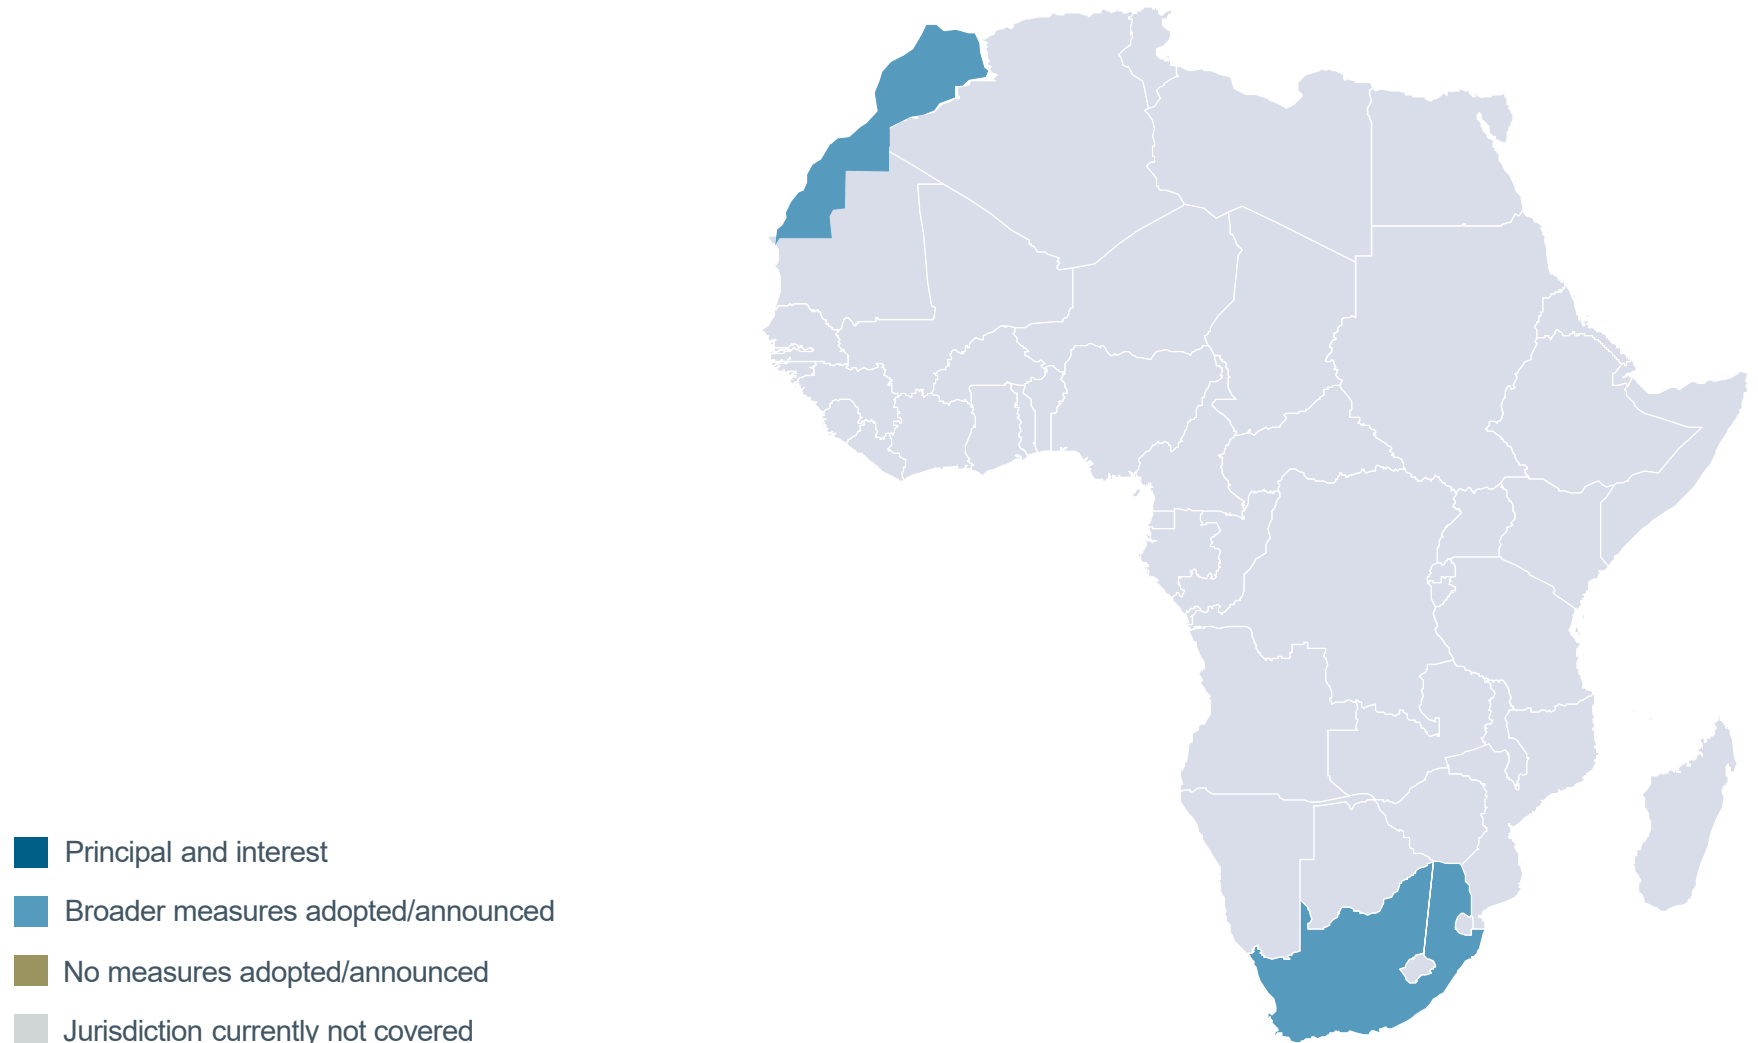 Principal and interest
Broader measures adopted/announced
No measures adopted/announced
Jurisdiction currently not covered